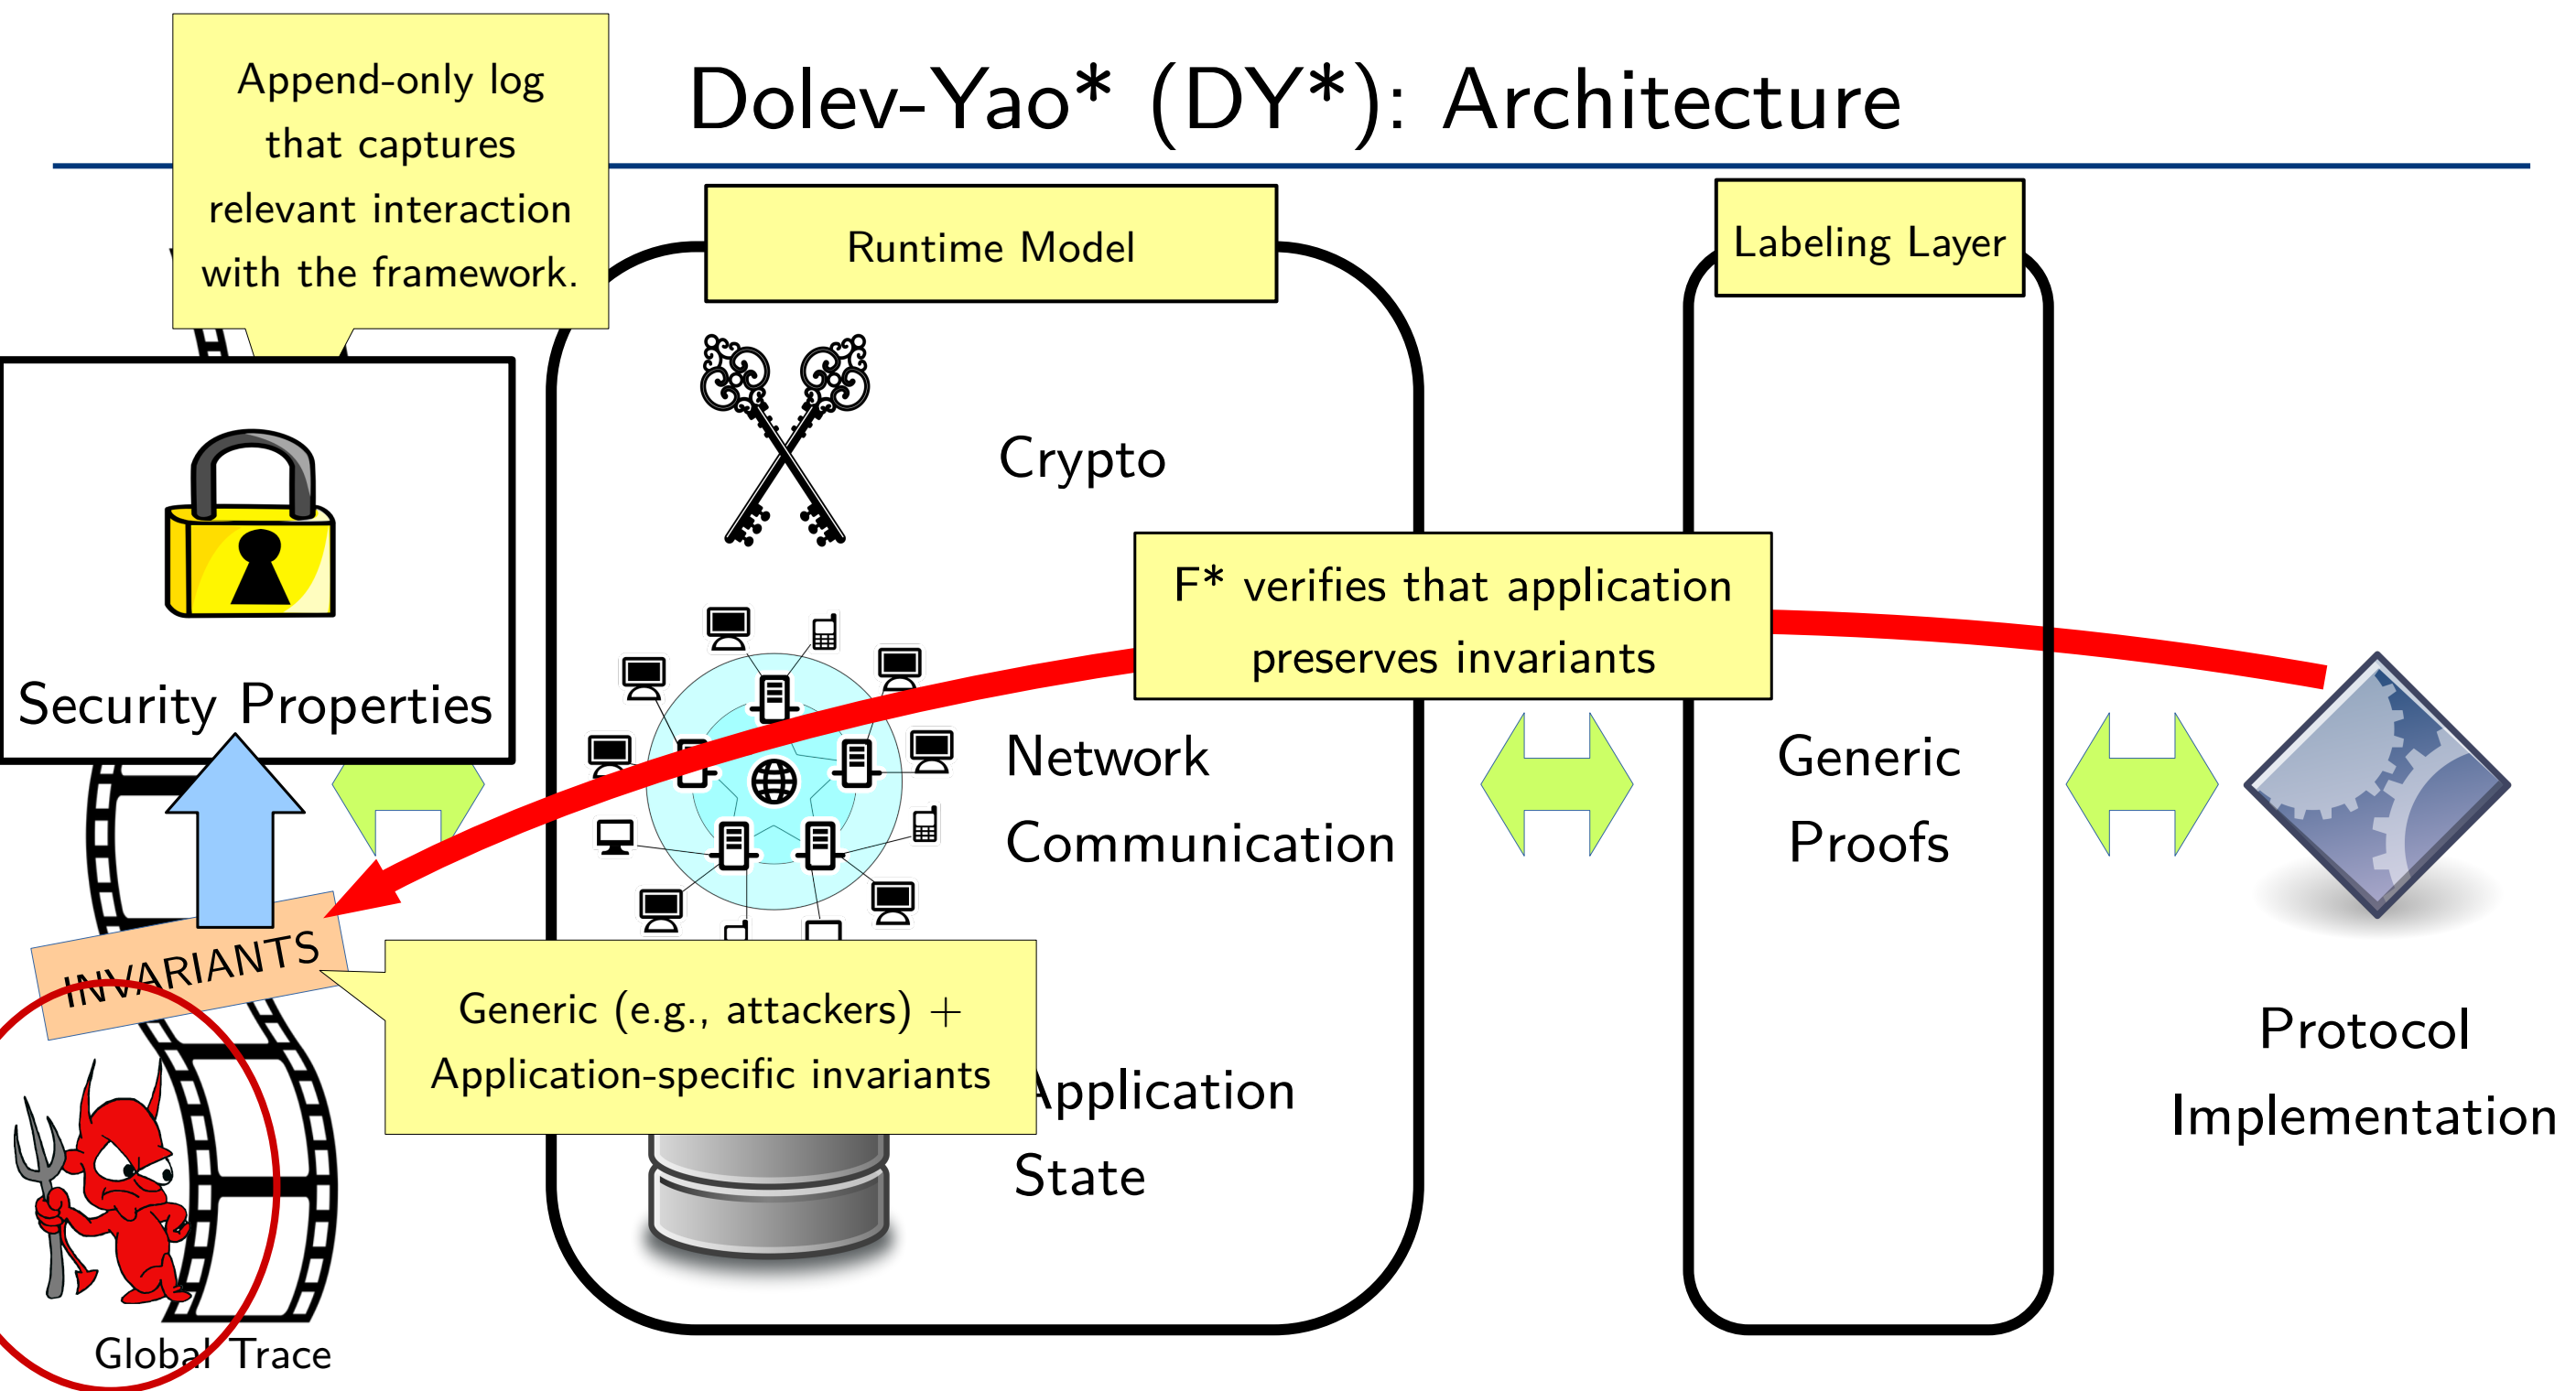 Dolev-Yao* (DY*): Architecture
Append-only log
that captures
relevant interaction
with the framework.
Runtime Model
Labeling Layer
Crypto
F* verifies that application
preserves invariants
Security Properties
Network
Communication
Generic
Proofs
INVARIANTS
Generic (e.g., attackers) +
Application-specific invariants
Application
State
Protocol
Implementation
Global Trace